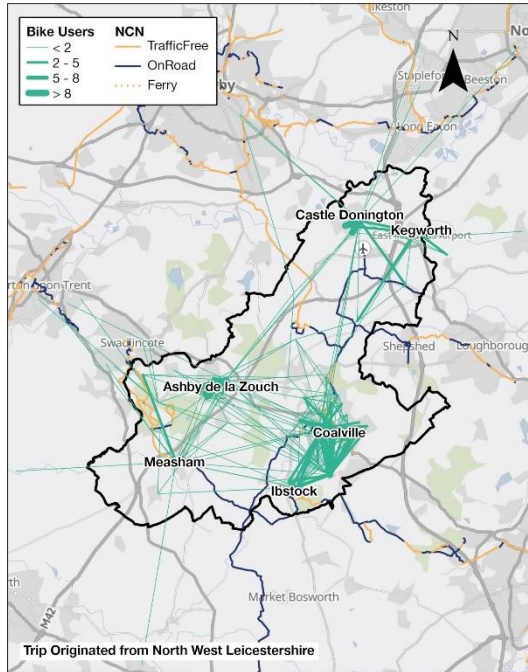 Bike Users
< 2
2 - 5
5 - 8
> 8
NCN
TrafficFree
OnRoad
Ferry
Ilkeston
N
Stapleford
Beeston
Long Eaton
Castle Donington
Kegworth
East Airport
Burton upon Trent
Swadlincote
Shepshed
Loughborough
Ashby de la Zouch
Coalville
Measham
Ibstock
Market Bosworth
M42
Trip Originated from North West Leicestershire